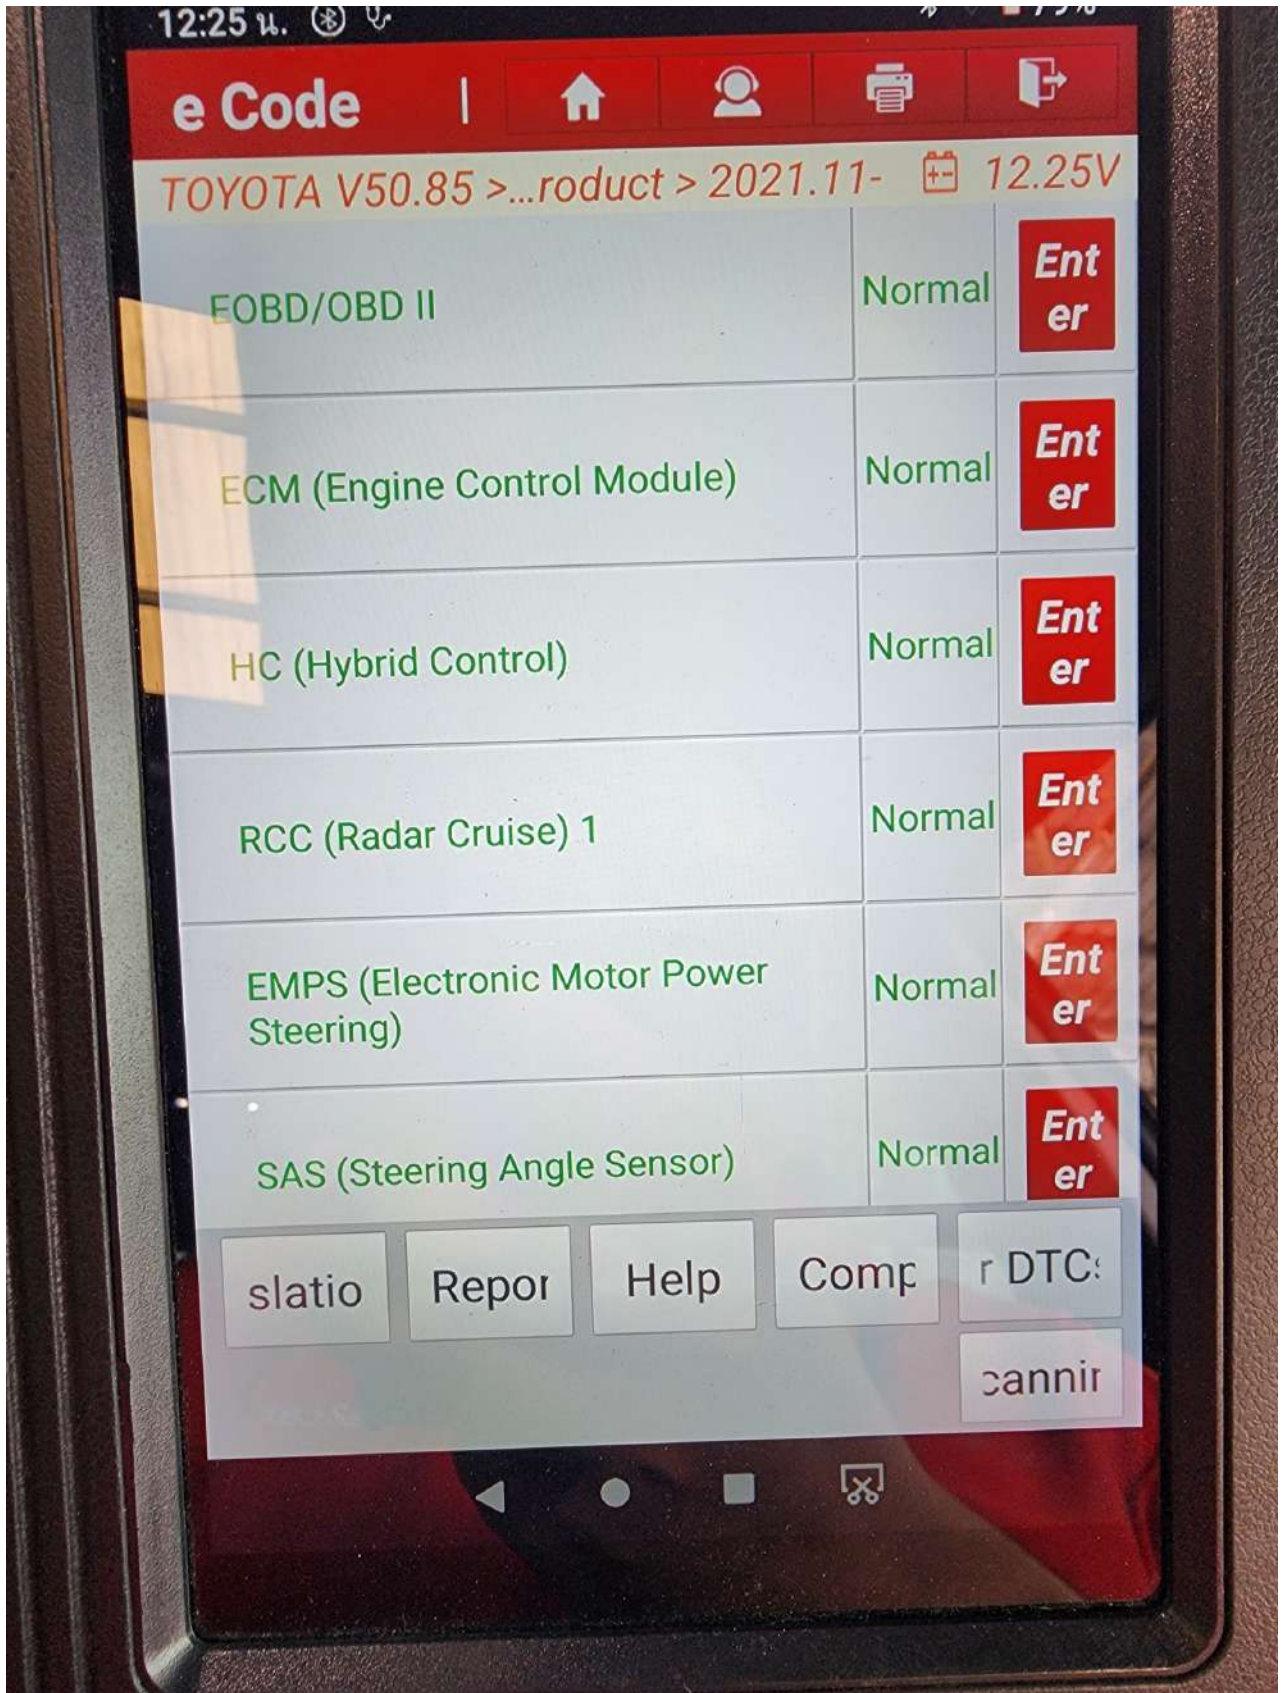 12:25 น.
e Code |
TOYOTA V50.85 >...roduct > 2021.11- 12.25V
EOBD/OBD II Normal Ent
er
ECM (Engine Control Module) Normal Ent
er
HC (Hybrid Control) Normal Ent
er
RCC (Radar Cruise) 1 Normal Ent
er
EMPS (Electronic Motor Power
Steering) Normal Ent
er
SAS (Steering Angle Sensor) Normal Ent
er
slatio Repor Help Comp r DTCs
cannin